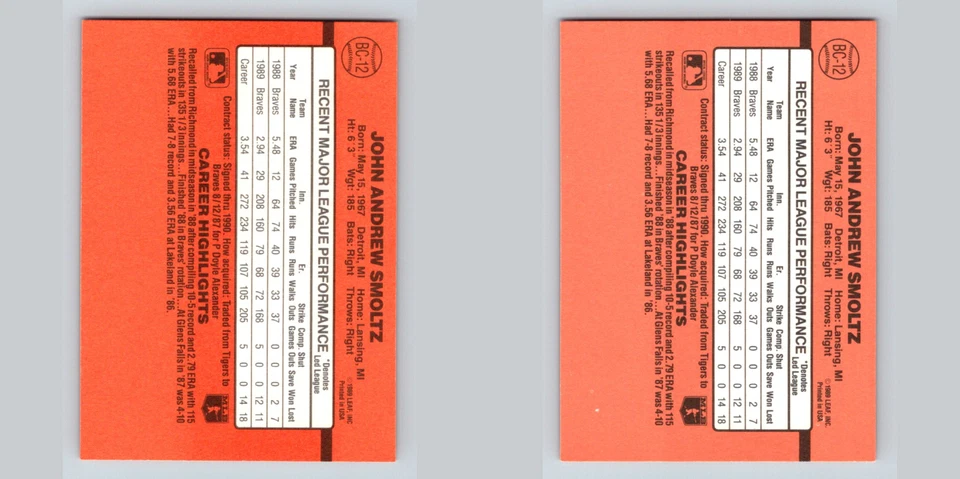 BC-12
JOHN ANDREW SMOLTZ
Born: May 15, 1967 Detroit, MI Home: Lansing, MI
Ht: 6'3" Wgt: 185 Bats: Right Throws: Right
© 1989 LEAF, INC.
Printed in USA
RECENT MAJOR LEAGUE PERFORMANCE *Denotes
Led League
Team Inn. Er. Strike Comp. Shut
Year Name ERA Games Pitched Hits Runs Runs Walks Outs Games Outs Save Won Lost
1988 Braves 5.48 12 64 74 40 39 33 37 0 0 0 2 7
1989 Braves 2.94 29 208 160 79 68 72 168 5 0 0 12 11
Career 3.54 41 272 234 119 107 105 205 5 0 0 14 18
Contract status: Signed thru 1990. How acquired: Traded from Tigers to
Braves 8/12/87 for P Doyle Alexander
CAREER HIGHLIGHTS
Recalled from Richmond in midseason in '88 after compiling 10-5 record and 2.79 ERA with 115
strikeouts in 135 1/3 innings...Finished '88 in Braves' rotation...At Glens Falls in '87 was 4-10
with 5.68 ERA...Had 7-8 record and 3.56 ERA at Lakeland in '86.
BC-12
JOHN ANDREW SMOLTZ
Born: May 15, 1967 Detroit, MI Home: Lansing, MI
Ht: 6'3" Wgt: 185 Bats: Right Throws: Right
© 1989 LEAF, INC.
Printed in USA
RECENT MAJOR LEAGUE PERFORMANCE *Denotes
Led League
Team Inn. Er. Strike Comp. Shut
Year Name ERA Games Pitched Hits Runs Runs Walks Outs Games Outs Save Won Lost
1988 Braves 5.48 12 64 74 40 39 33 37 0 0 0 2 7
1989 Braves 2.94 29 208 160 79 68 72 168 5 0 0 12 11
Career 3.54 41 272 234 119 107 105 205 5 0 0 14 18
Contract status: Signed thru 1990. How acquired: Traded from Tigers to
Braves 8/12/87 for P Doyle Alexander
CAREER HIGHLIGHTS
Recalled from Richmond in midseason in '88 after compiling 10-5 record and 2.79 ERA with 115
strikeouts in 135 1/3 innings...Finished '88 in Braves' rotation...At Glens Falls in '87 was 4-10
with 5.68 ERA...Had 7-8 record and 3.56 ERA at Lakeland in '86.